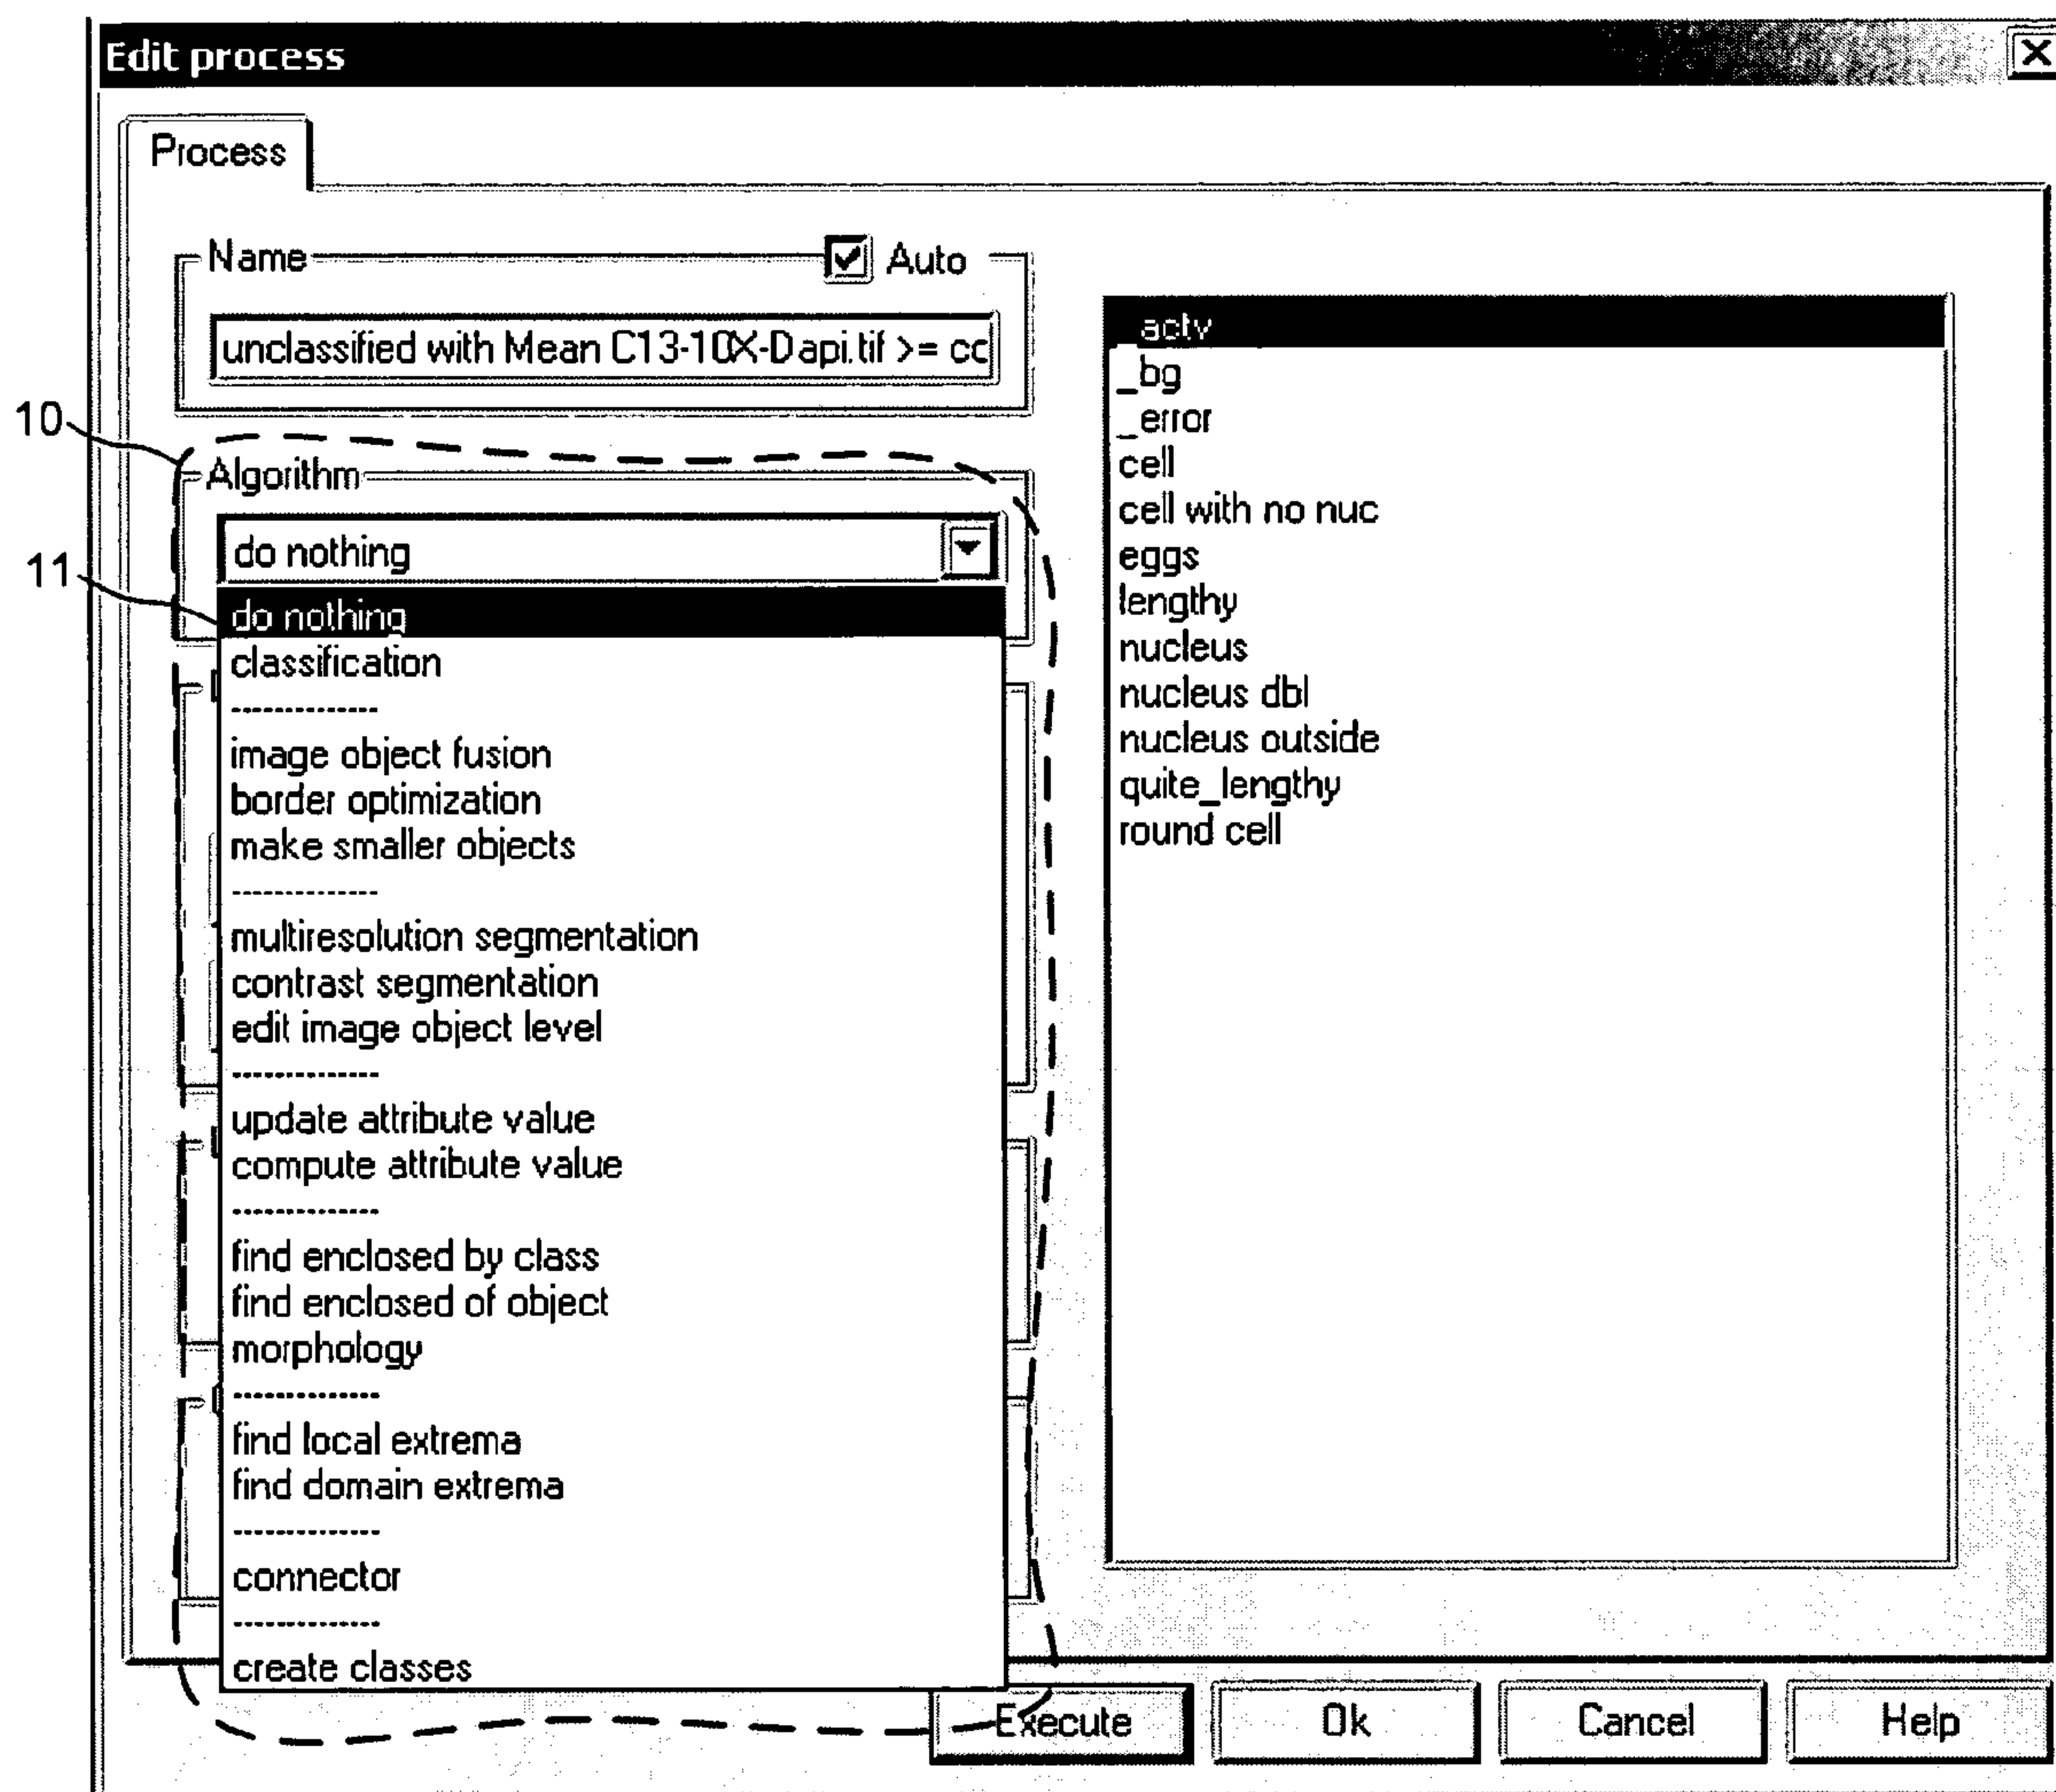 Edit process
Process
Name
Auto
unclassified with Mean C13-10X-Dapi.tif >= cc
10
Algorithm
do nothing
11
do nothing
classification
--------------
image object fusion
border optimization
make smaller objects
--------------
multiresolution segmentation
contrast segmentation
edit image object level
--------------
update attribute value
compute attribute value
--------------
find enclosed by class
find enclosed of object
morphology
--------------
find local extrema
find domain extrema
--------------
connector
--------------
create classes
_actv
_bg
_error
cell
cell with no nuc
eggs
lengthy
nucleus
nucleus dbl
nucleus outside
quite_lengthy
round cell
Execute
Ok
Cancel
Help